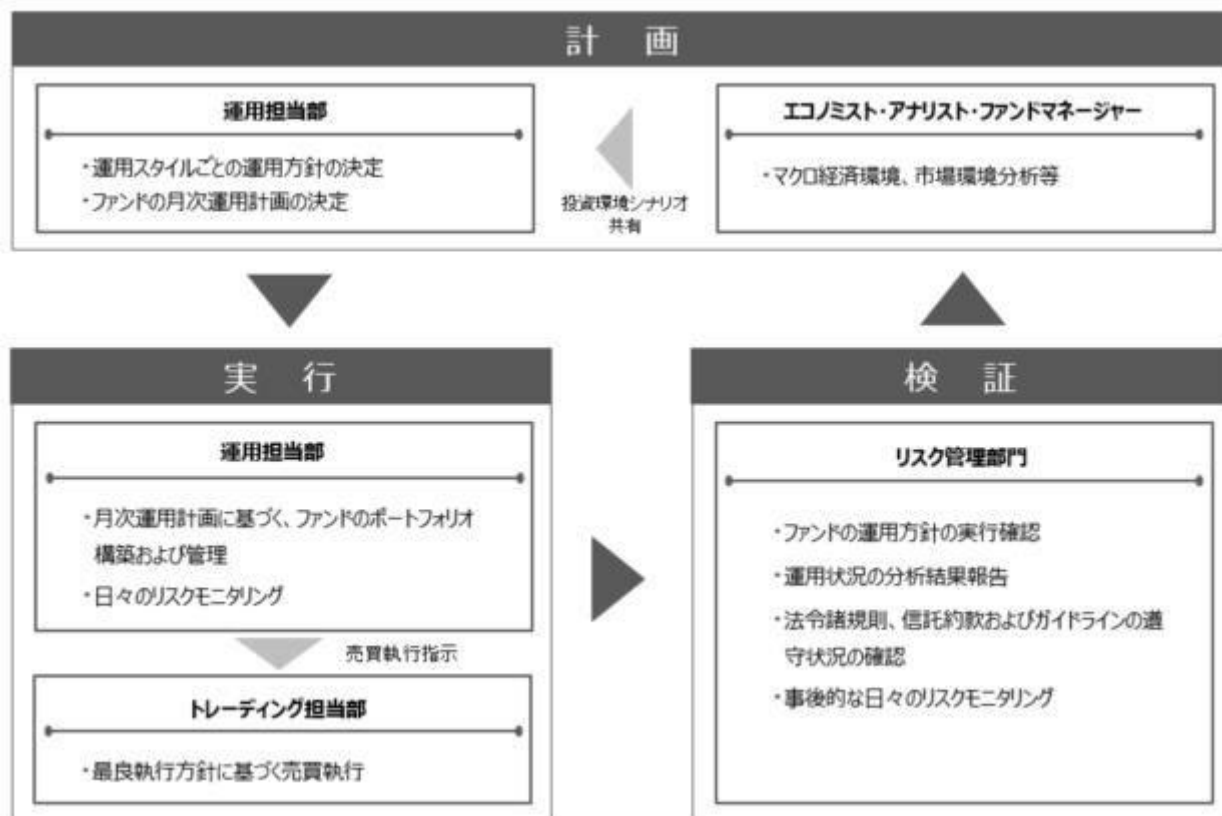 計 画
運用担当部
・運用スタイルごとの運用方針の決定
・ファンドの月次運用計画の決定
投資環境シナリオ
共有
エコノミスト・アナリスト・ファンドマネージャー
・マクロ経済環境、市場環境分析等
実 行
運用担当部
・月次運用計画に基づく、ファンドのポートフォリオ
構築および管理
・日々のリスクモニタリング
売買執行指示
トレーディング担当部
・最良執行方針に基づく売買執行
検 証
リスク管理部門
・ファンドの運用方針の実行確認
・運用状況の分析結果報告
・法令諸規則、信託約款およびガイドラインの遵
守状況の確認
・事後的な日々のリスクモニタリング